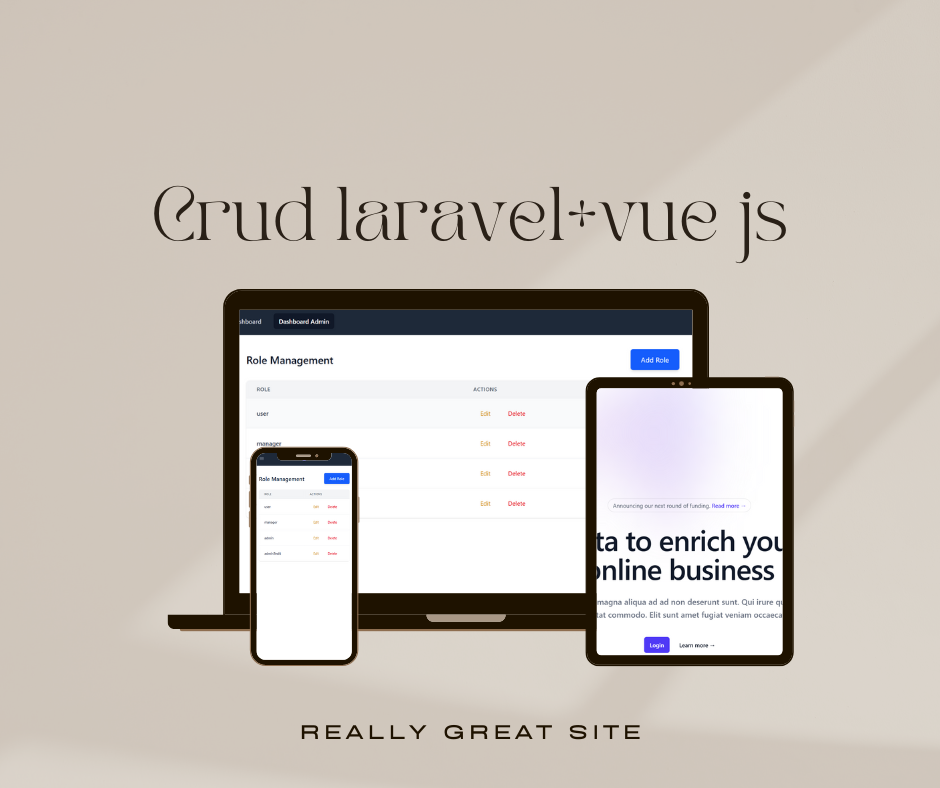 Crud laravel+vue js
shboard Dashboard Admin
Role Management Add Role
ROLE ACTIONS
user Edit Delete
manager Edit Delete
Edit Delete
Edit Delete
Role Management Add Role
ROLE ACTIONS
user Edit Delete
manager Edit Delete
admin Edit Delete
Edit Delete
Announcing our next round of funding. Read more →
ta to enrich you
online business
magna aliqua ad ad non deserunt sunt. Qui irure qu
tat commodo. Elit sunt amet fugiat veniam occaeca
Login Learn more →
REALLY GREAT SITE